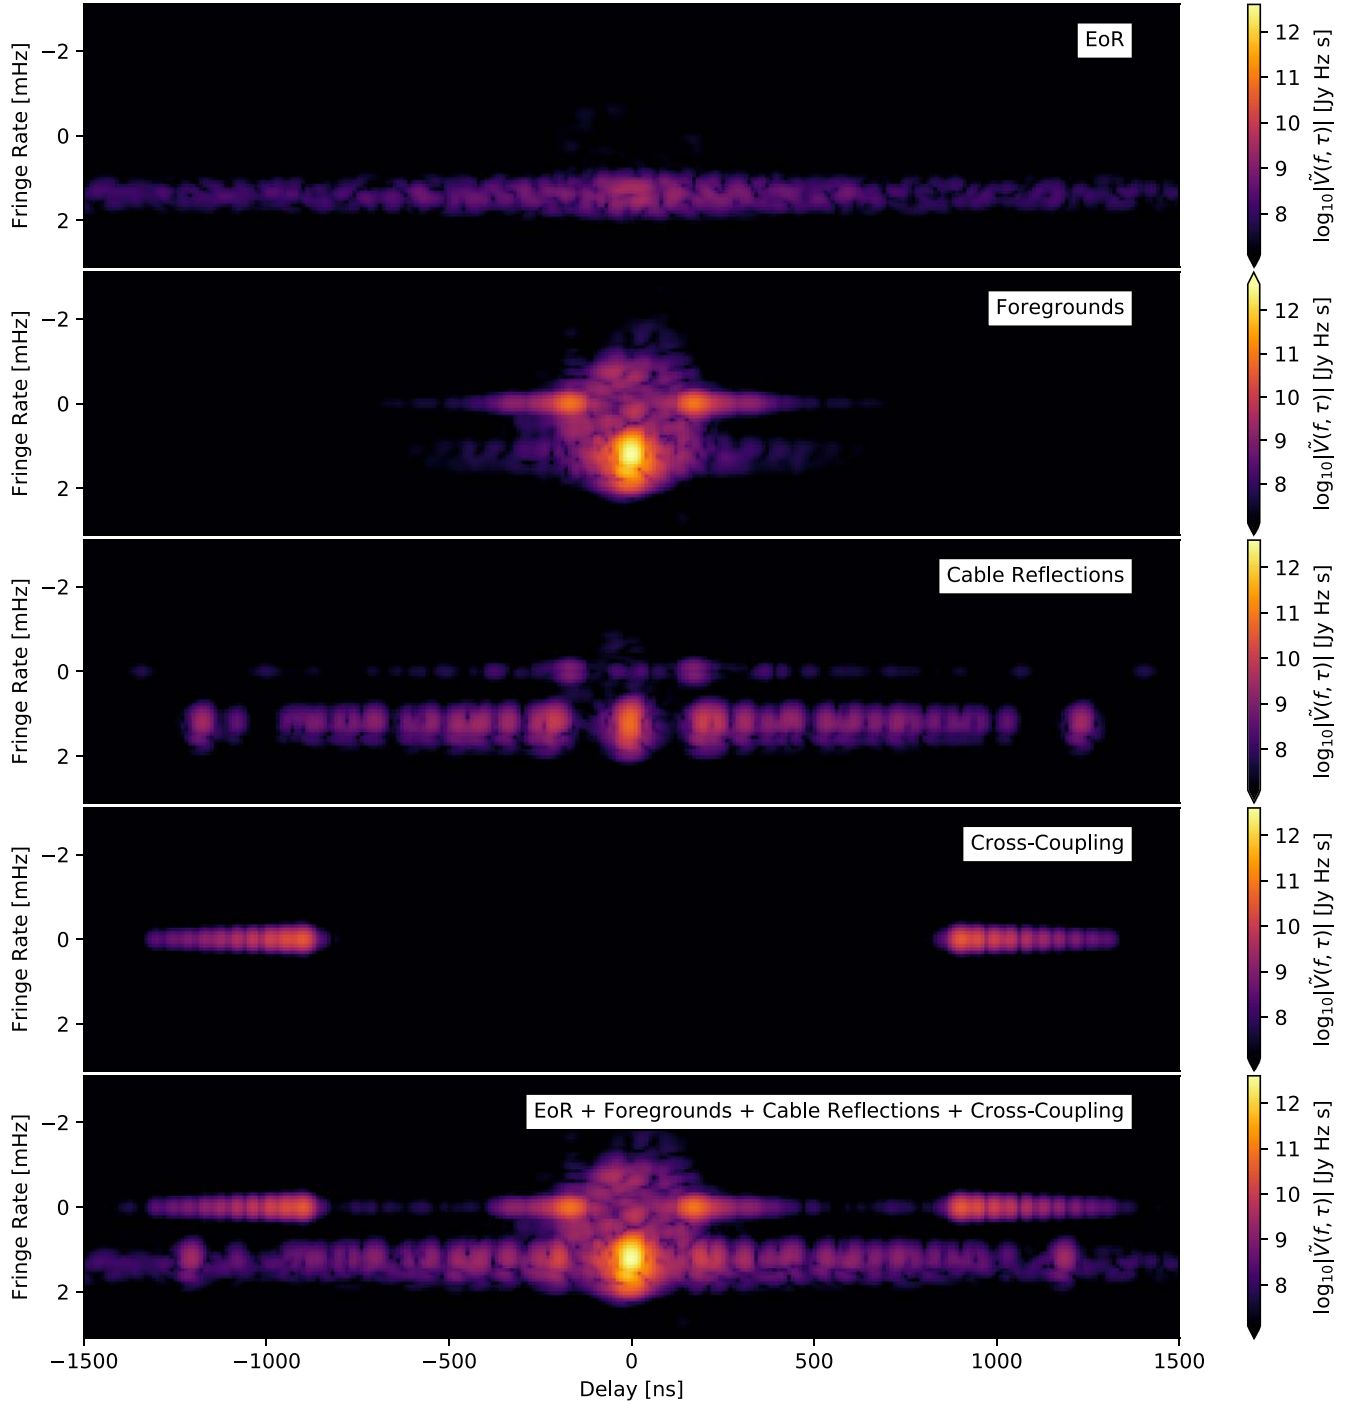 EoR
−2
0
2
Fringe Rate [mHz]
12
11
10
9
8
log₁₀|Ṽ(f, τ)| [Jy Hz s]
Foregrounds
−2
0
2
Fringe Rate [mHz]
12
11
10
9
8
log₁₀|Ṽ(f, τ)| [Jy Hz s]
Cable Reflections
−2
0
2
Fringe Rate [mHz]
12
11
10
9
8
log₁₀|Ṽ(f, τ)| [Jy Hz s]
Cross-Coupling
−2
0
2
Fringe Rate [mHz]
12
11
10
9
8
log₁₀|Ṽ(f, τ)| [Jy Hz s]
EoR + Foregrounds + Cable Reflections + Cross-Coupling
−2
0
2
Fringe Rate [mHz]
12
11
10
9
8
log₁₀|Ṽ(f, τ)| [Jy Hz s]
−1500 −1000 −500 0 500 1000 1500
Delay [ns]